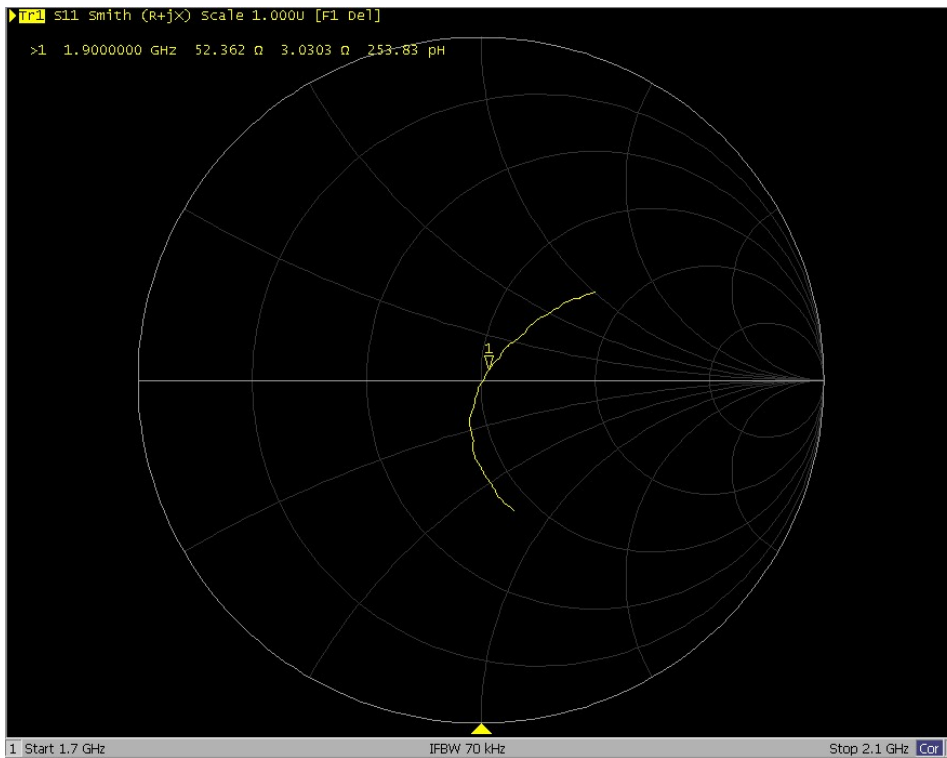 Tr1 S11 Smith (R+jX) Scale 1.000U [F1 Del]
>1 1.9000000 GHz 52.362 Ω 3.0303 Ω 253.83 pH
1
1 Start 1.7 GHz IFBW 70 kHz Stop 2.1 GHz Cor